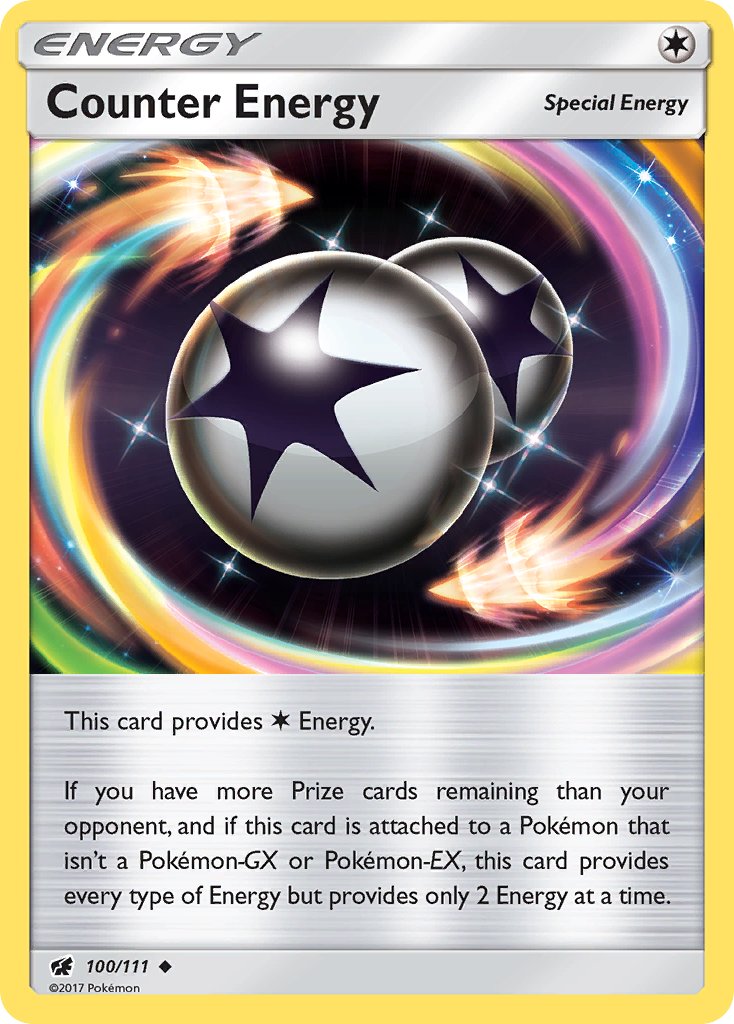 ENERGY
Counter Energy
Special Energy
This card provides Energy.
If you have more Prize cards remaining than your
opponent, and if this card is attached to a Pokémon that
isn't a Pokémon-GX or Pokémon-EX, this card provides
every type of Energy but provides only 2 Energy at a time.
100/111
©2017 Pokémon